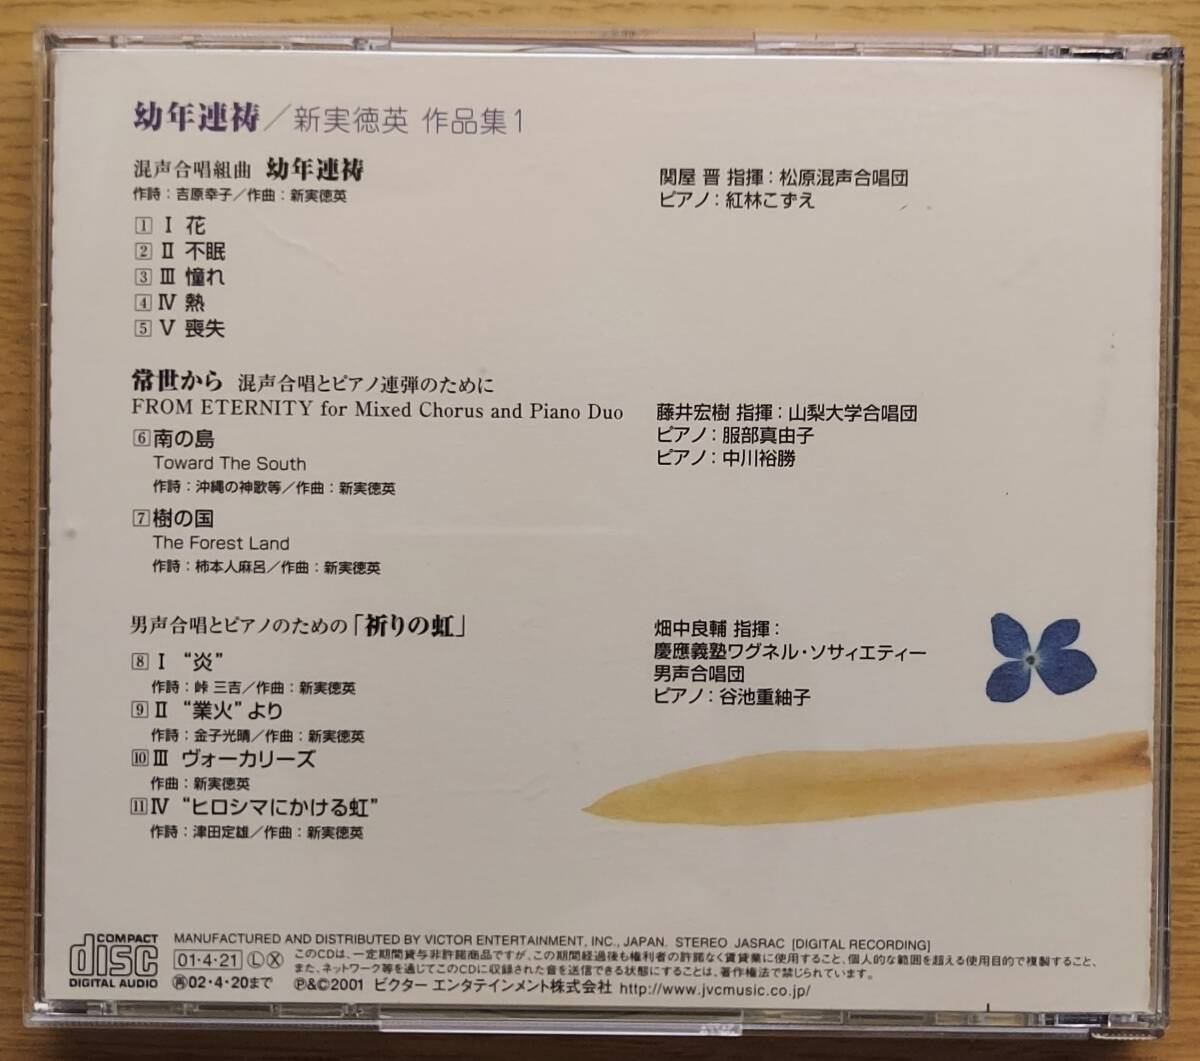 幼年連祷／新実徳英 作品集1
混声合唱組曲 幼年連祷
作詩：吉原幸子／作曲：新実徳英
1 Ⅰ 花
2 Ⅱ 不眠
3 Ⅲ 憧れ
4 Ⅳ 熱
5 Ⅴ 喪失
関屋 晋 指揮：松原混声合唱団
ピアノ：紅林こずえ
常世から 混声合唱とピアノ連弾のために
FROM ETERNITY for Mixed Chorus and Piano Duo
6 南の島
Toward The South
作詩：沖縄の神歌等／作曲：新実徳英
7 樹の国
The Forest Land
作詩：柿本人麻呂／作曲：新実徳英
藤井宏樹 指揮：山梨大学合唱団
ピアノ：服部真由子
ピアノ：中川裕勝
男声合唱とピアノのための「祈りの虹」
8 Ⅰ “炎”
作詩：峠 三吉／作曲：新実徳英
9 Ⅱ “業火” より
作詩：金子光晴／作曲：新実徳英
10 Ⅲ ヴォーカリーズ
作曲：新実徳英
11 Ⅳ “ヒロシマにかける虹”
作詩：津田定雄／作曲：新実徳英
畑中良輔 指揮：
慶應義塾ワグネル・ソサィエティー
男声合唱団
ピアノ：谷池重紬子
COMPACT
disc
DIGITAL AUDIO
MANUFACTURED AND DISTRIBUTED BY VICTOR ENTERTAINMENT, INC., JAPAN. STEREO JASRAC [DIGITAL RECORDING]
01・4・21 Ⓛ Ⓧ このCDは、一定期間貸与非許諾商品ですが、この期間経過後も権利者の許諾なく賃貸業に使用すること、個人的な範囲を超える使用目的で複製すること、
また、ネットワーク等を通じてこのCDに収録された音を送信できる状態にすることは、著作権法で禁じられています。
再 02・4・20まで ℗&©2001 ビクター エンタテインメント株式会社 http://www.jvcmusic.co.jp/